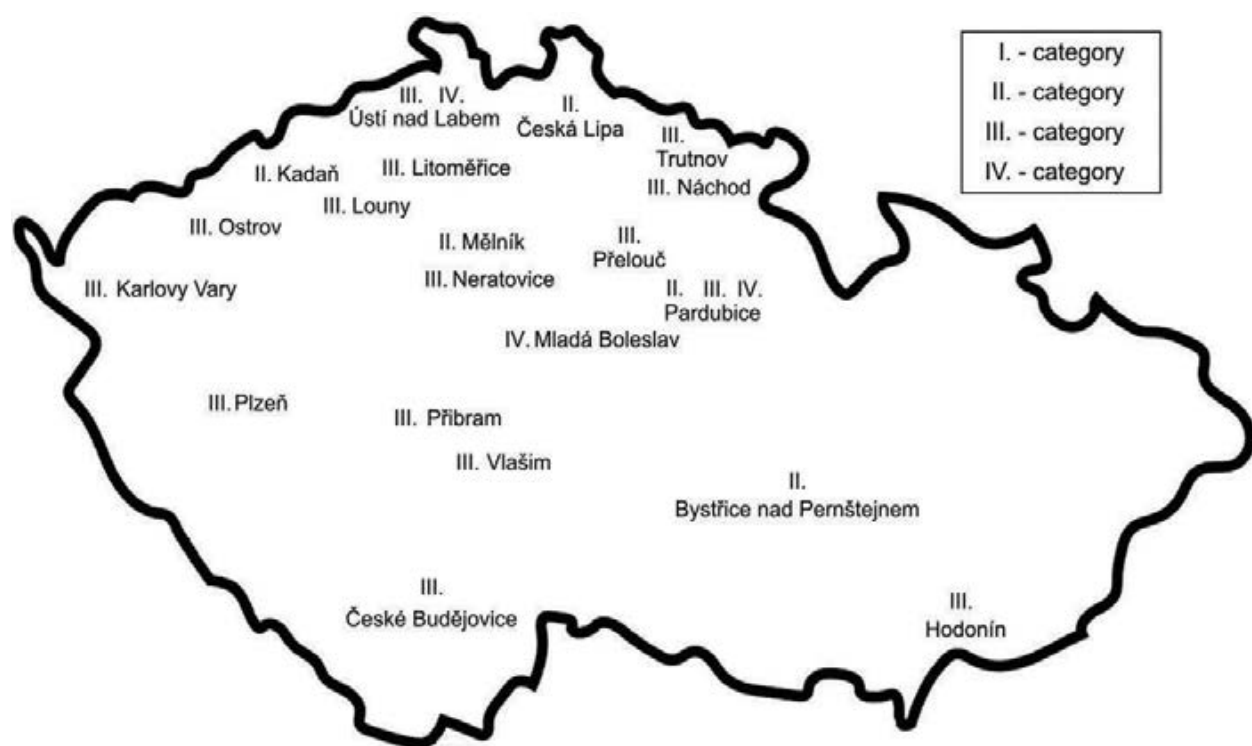 I. - category
II. - category
III. - category
IV. - category
III. IV.
Ústí nad Labem
II.
Česká Lípa
III.
Trutnov
II. Kadaň
III. Litoměřice
III. Náchod
III. Louny
III. Ostrov
II. Mělník
III.
Přelouč
III. Neratovice
III. Karlovy Vary
II. III. IV.
Pardubice
IV. Mladá Boleslav
III. Plzeň
III. Přibram
III. Vlašim
II.
Bystřice nad Pernštejnem
III.
České Budějovice
III.
Hodonín